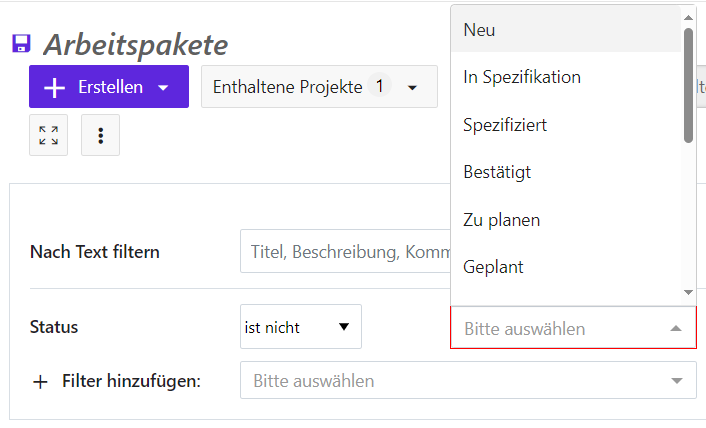 Arbeitspakete
Erstellen
Enthaltene Projekte 1
Neu
In Spezifikation
Spezifiziert
Bestätigt
Zu planen
Geplant
Nach Text filtern
Titel, Beschreibung,
Status
ist nicht
Bitte auswählen
Filter hinzufügen:
Bitte auswählen